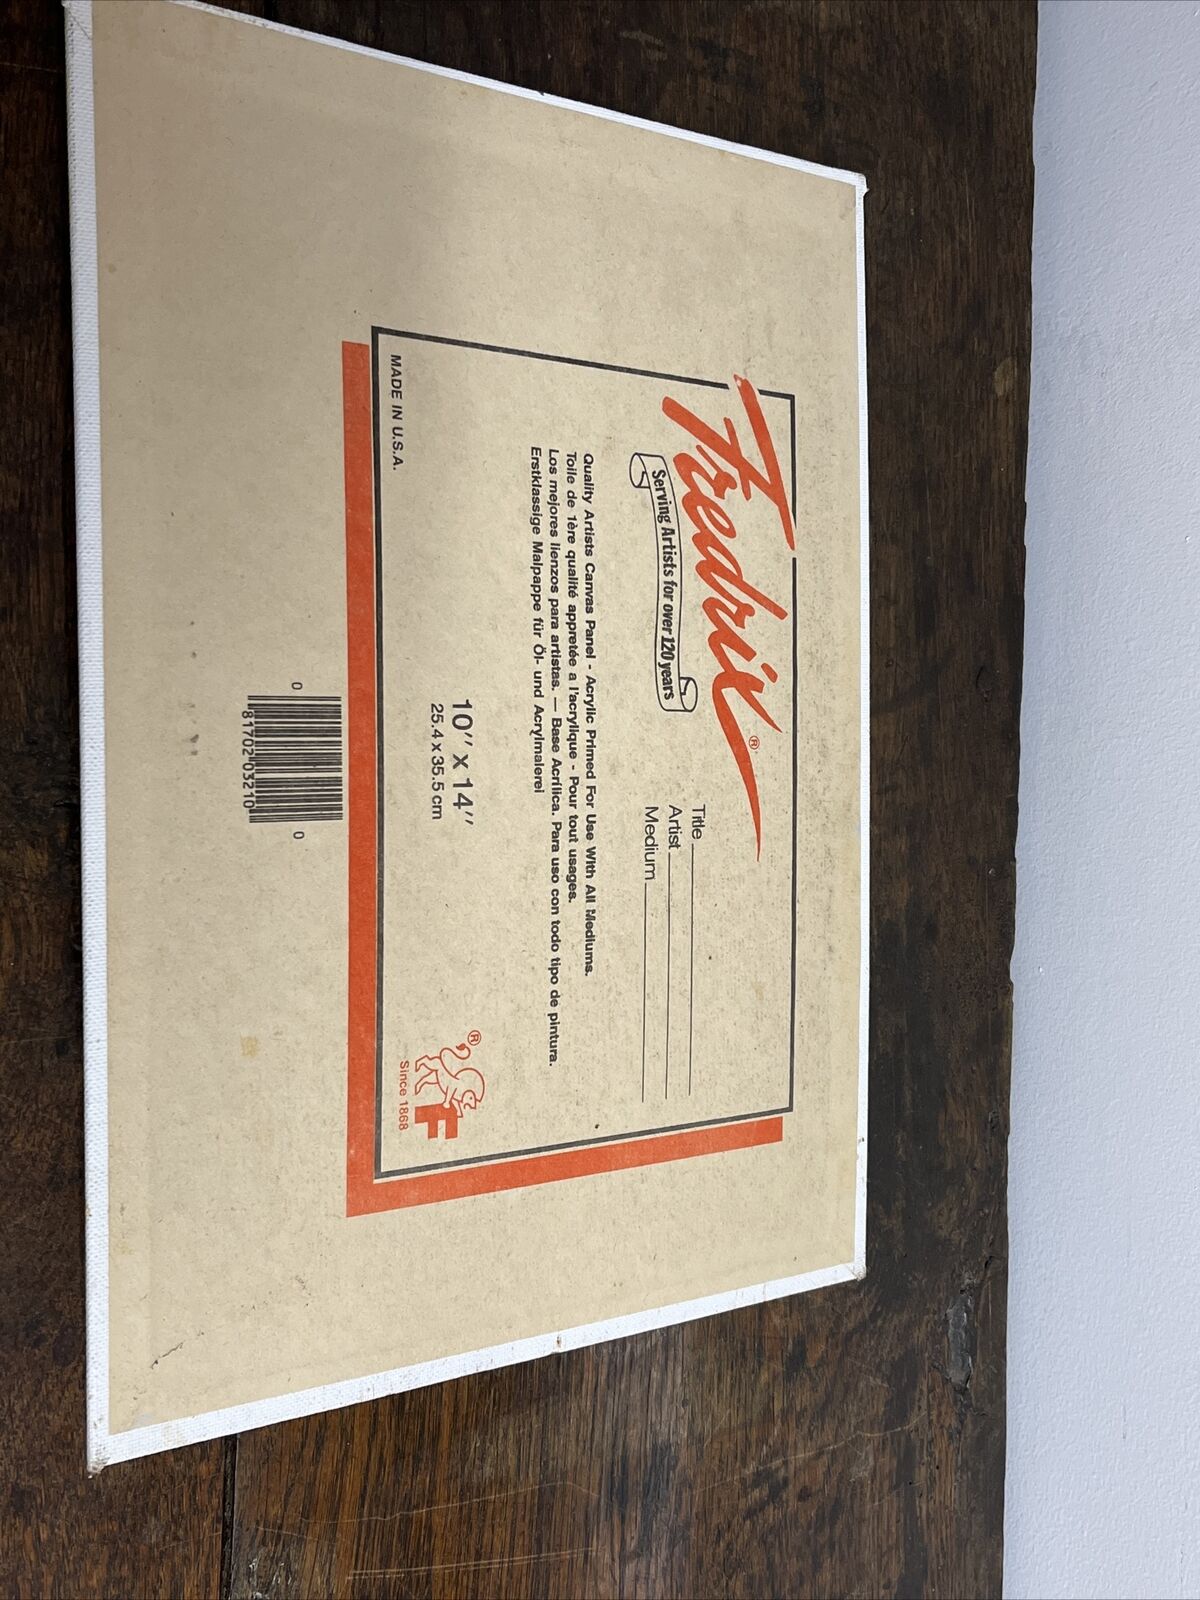 Fredrix®
Serving Artists for over 120 years
Title
Artist
Medium
Quality Artists Canvas Panel - Acrylic Primed For Use With All Mediums.
Toile de 1ère qualité appretée a l'acrylique - Pour tout usages.
Los mejores lienzos para artistas. — Base Acrílica. Para uso con todo tipo de pintura.
Erstklassige Malpappe für Öl- und Acrylmalerei
10" x 14"
25.4 x 35.5 cm
® F
Since 1868
MADE IN U.S.A.
0 81702 03210 0